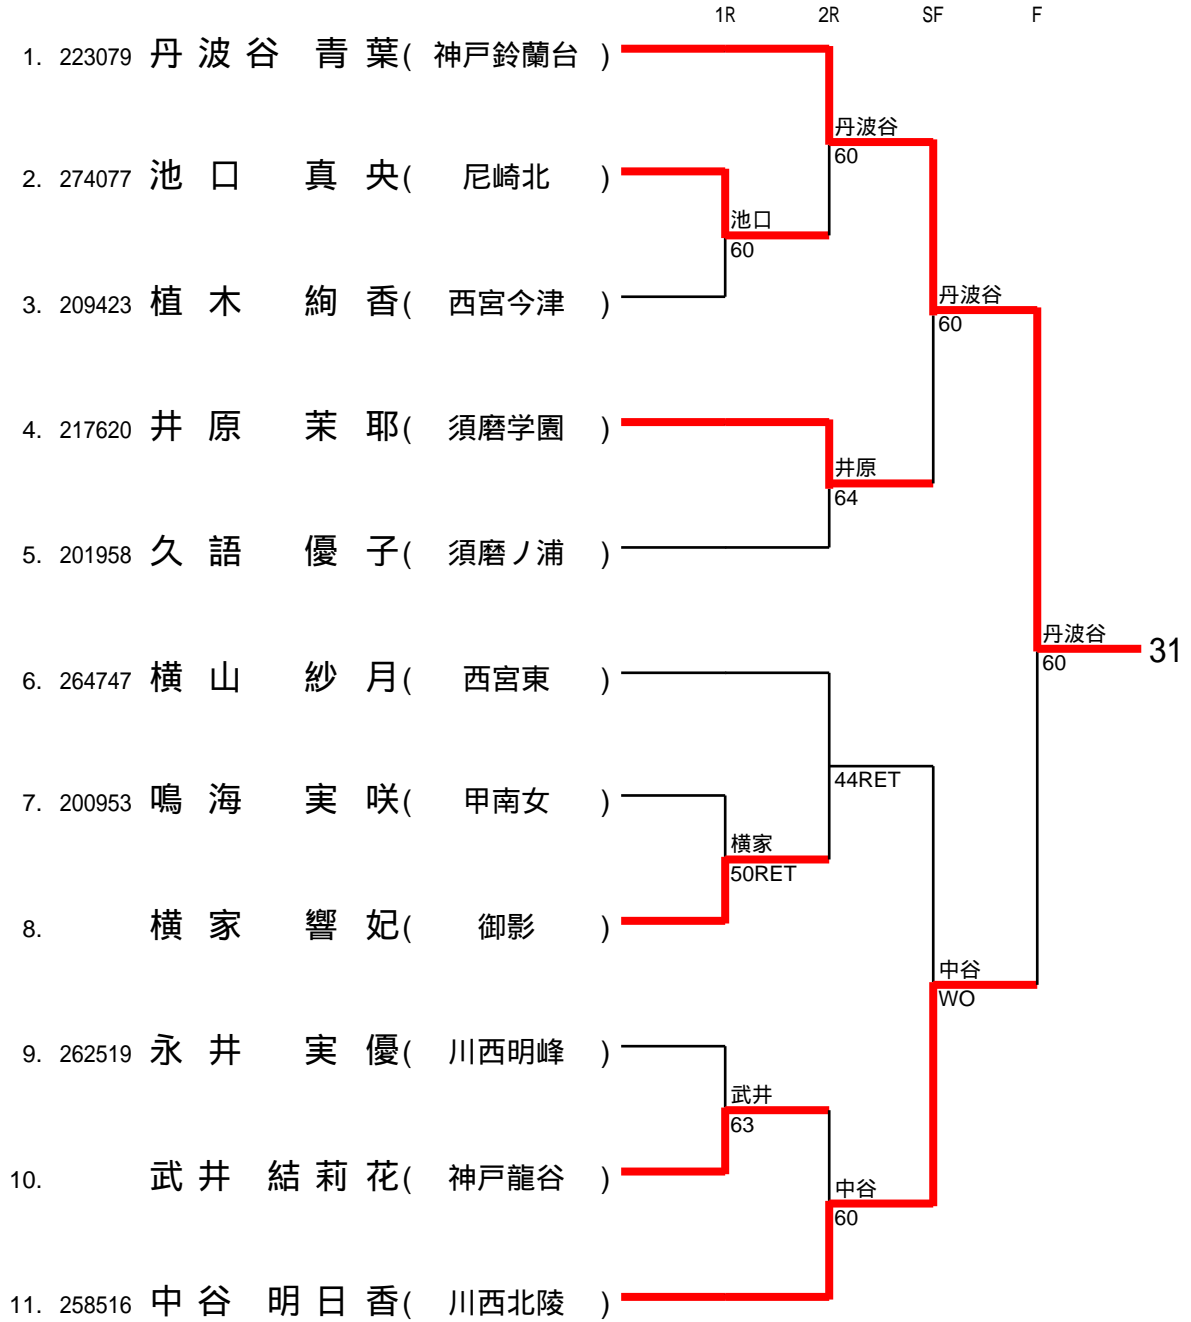 1R 2R SF F
1. 223079 丹波谷 青葉( 神戸鈴蘭台 )
丹波谷
60
2. 274077 池口 真央( 尼崎北 )
池口
60
3. 209423 植木 絢香( 西宮今津 )
丹波谷
60
4. 217620 井原 茉耶( 須磨学園 )
井原
64
5. 201958 久語 優子( 須磨ノ浦 )
丹波谷
60
31
6. 264747 横山 紗月( 西宮東 )
44RET
7. 200953 鳴海 実咲( 甲南女 )
横家
50RET
8. 横家 響妃( 御影 )
中谷
WO
9. 262519 永井 実優( 川西明峰 )
武井
63
10. 武井 結莉花( 神戸龍谷 )
中谷
60
11. 258516 中谷 明日香( 川西北陵 )